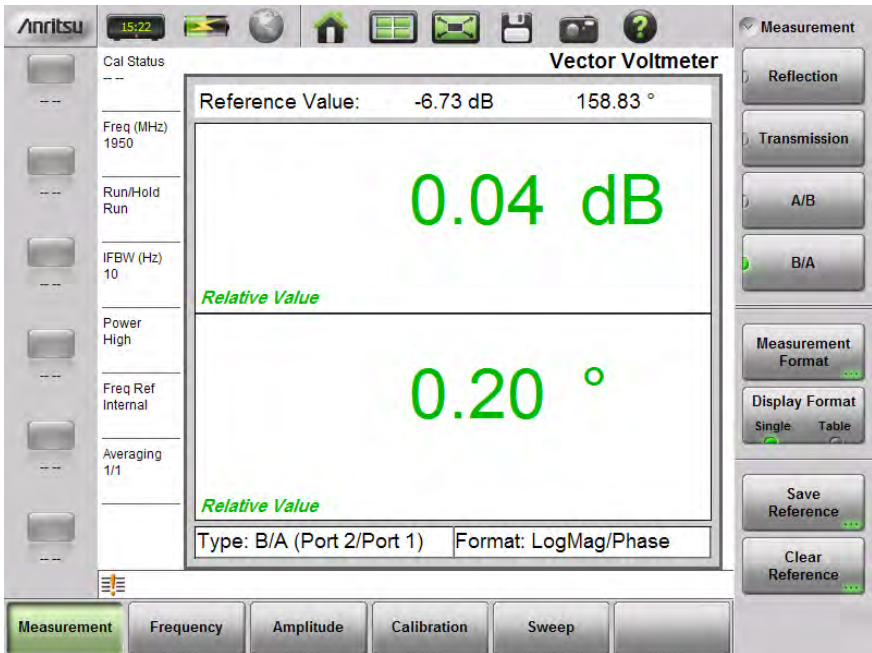 Anritsu 15:22 ?
Vector Voltmeter
Cal Status
-- --
Freq (MHz)
1950
Run/Hold
Run
IFBW (Hz)
10
Power
High
Freq Ref
Internal
Averaging
1/1
-- --
-- --
-- --
-- --
-- --
-- --
Reference Value: -6.73 dB 158.83 °
0.04 dB
Relative Value
0.20 °
Relative Value
Type: B/A (Port 2/Port 1) Format: LogMag/Phase
Measurement
Reflection
Transmission
A/B
B/A
Measurement
Format
...
Display Format
Single Table
Save
Reference
...
Clear
Reference
...
Measurement Frequency Amplitude Calibration Sweep